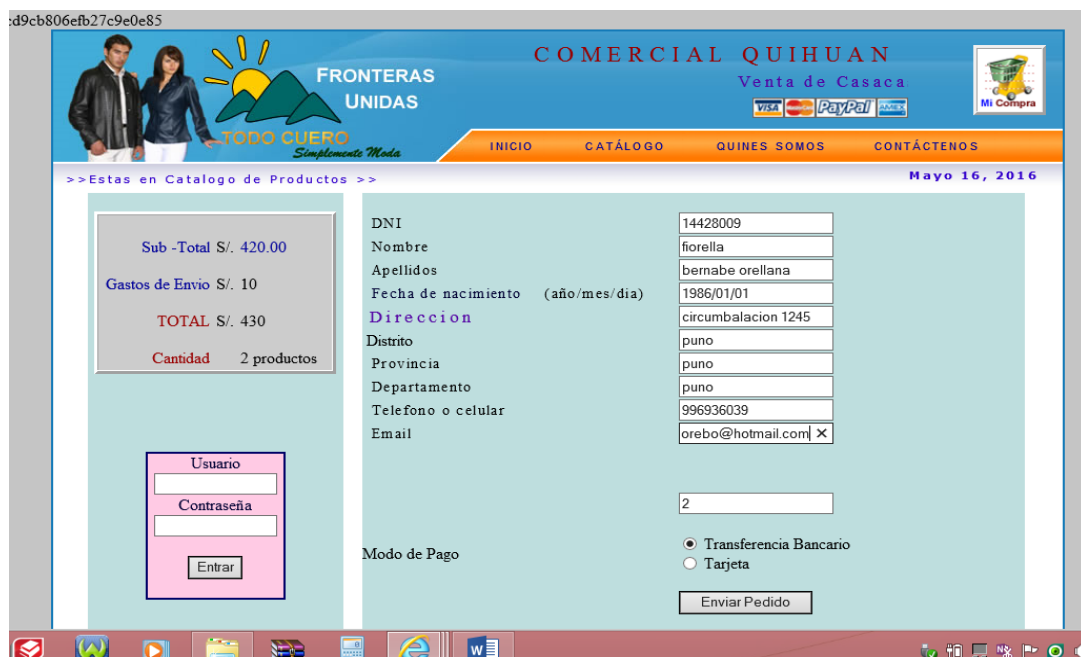 :d9cb806efb27c9e0e85
COMERCIAL QUIHUAN
FRONTERAS
UNIDAS
Venta de Casaca
VISA PayPal AMEX
Mi Compra
TODO CUERO
Simplemente Moda
INICIO CATÁLOGO QUINES SOMOS CONTÁCTENOS
>>Estas en Catalogo de Productos >>
Mayo 16, 2016
Sub -Total S/. 420.00
Gastos de Envio S/. 10
TOTAL S/. 430
Cantidad 2 productos
Usuario
Contraseña
Entrar
DNI 14428009
Nombre fiorella
Apellidos bernabe orellana
Fecha de nacimiento (año/mes/dia) 1986/01/01
Direccion circumbalacion 1245
Distrito puno
Provincia puno
Departamento puno
Telefono o celular 996936039
Email orebo@hotmail.com
2
Modo de Pago
Transferencia Bancario
Tarjeta
Enviar Pedido